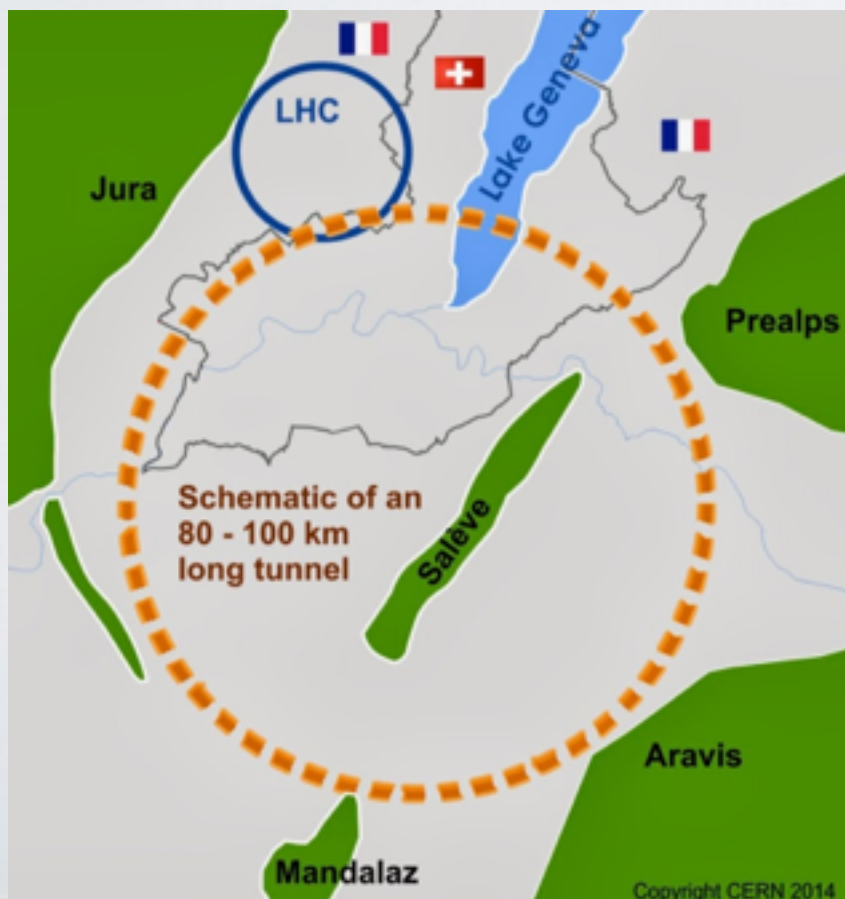 LHC
Lake Geneva
Jura
Prealps
Schematic of an
80 - 100 km
long tunnel
Salève
Aravis
Mandalaz
Copyright CERN 2014